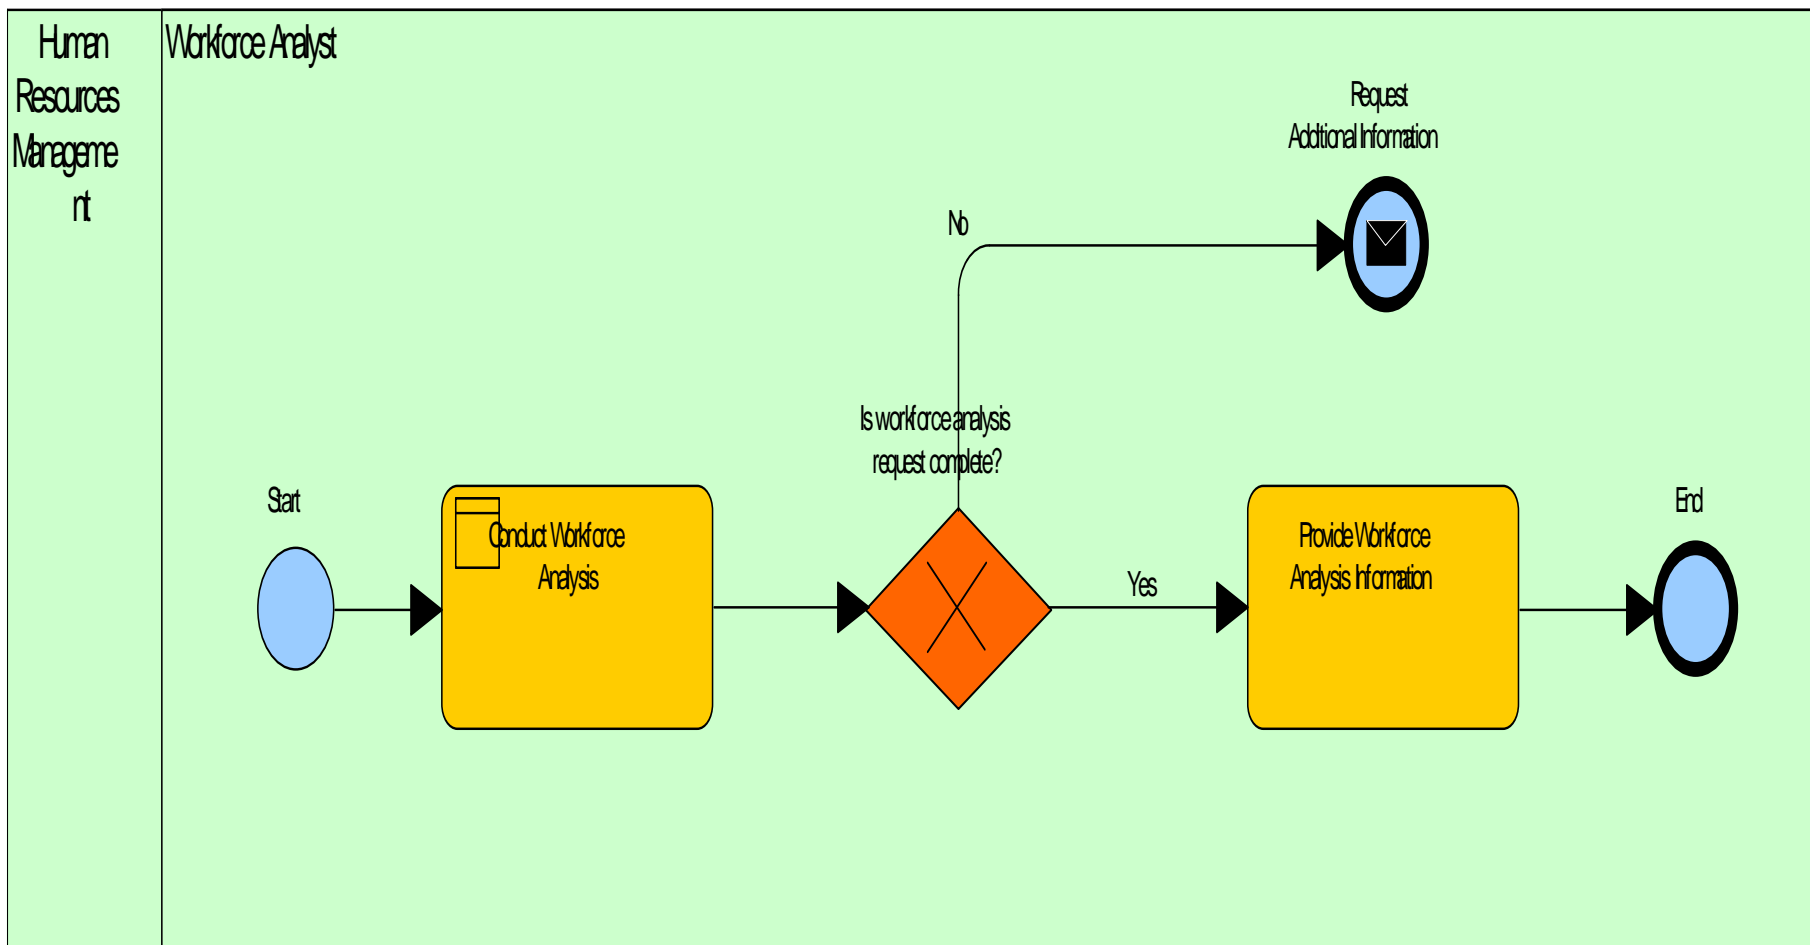 Human
Resources
Manageme
nt
Workforce Analyst
Request
Additional Information
No
Is workforce analysis
request complete?
Start
Conduct Workforce
Analysis
Yes
Provide Workforce
Analysis Information
End